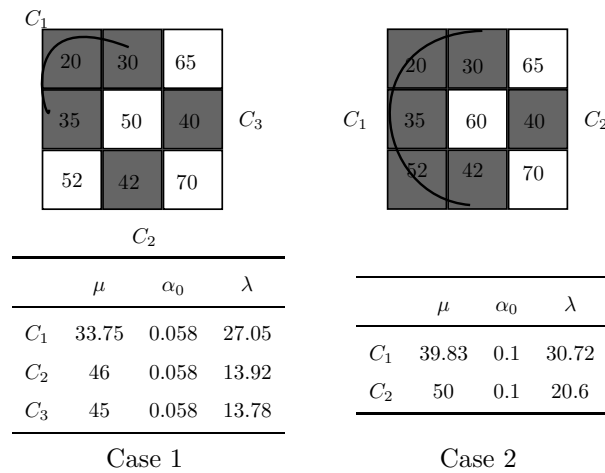 C₁
20 30 65
35 50 40 C₃
52 42 70
C₂
μ α₀ λ
C₁ 33.75 0.058 27.05
C₂ 46 0.058 13.92
C₃ 45 0.058 13.78
Case 1
20 30 65
C₁ 35 60 40 C₂
52 42 70
μ α₀ λ
C₁ 39.83 0.1 30.72
C₂ 50 0.1 20.6
Case 2